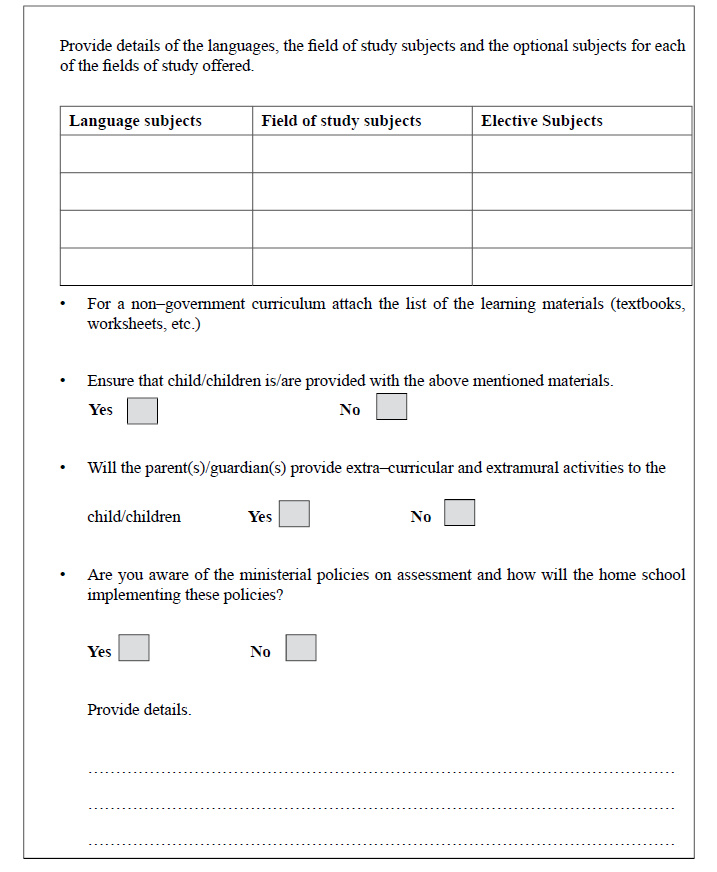 Provide details of the languages, the field of study subjects and the optional subjects for each
of the fields of study offered.
Language subjects Field of study subjects Elective Subjects
• For a non–government curriculum attach the list of the learning materials (textbooks,
worksheets, etc.)
• Ensure that child/children is/are provided with the above mentioned materials.
Yes No
• Will the parent(s)/guardian(s) provide extra–curricular and extramural activities to the
child/children Yes No
• Are you aware of the ministerial policies on assessment and how will the home school
implementing these policies?
Yes No
Provide details.